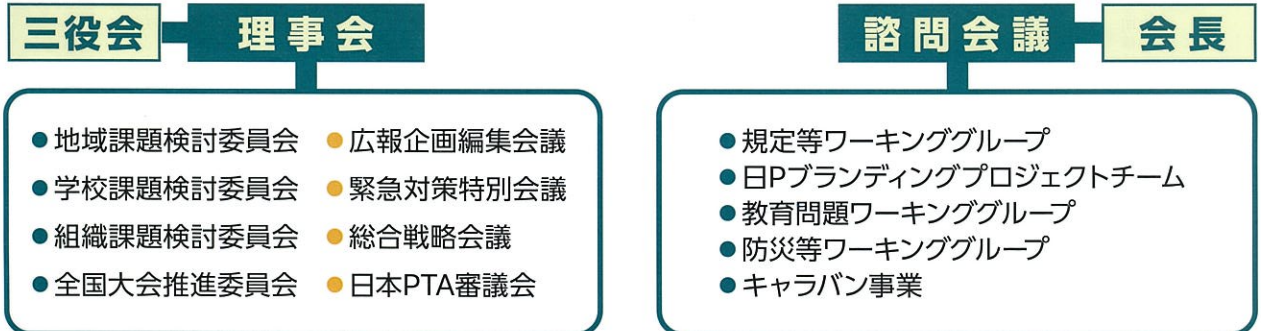 三役会
理事会
● 地域課題検討委員会
● 学校課題検討委員会
● 組織課題検討委員会
● 全国大会推進委員会
● 広報企画編集会議
● 緊急対策特別会議
● 総合戦略会議
● 日本PTA審議会
諮問会議
会長
● 規定等ワーキンググループ
● 日Pブランディングプロジェクトチーム
● 教育問題ワーキンググループ
● 防災等ワーキンググループ
● キャラバン事業